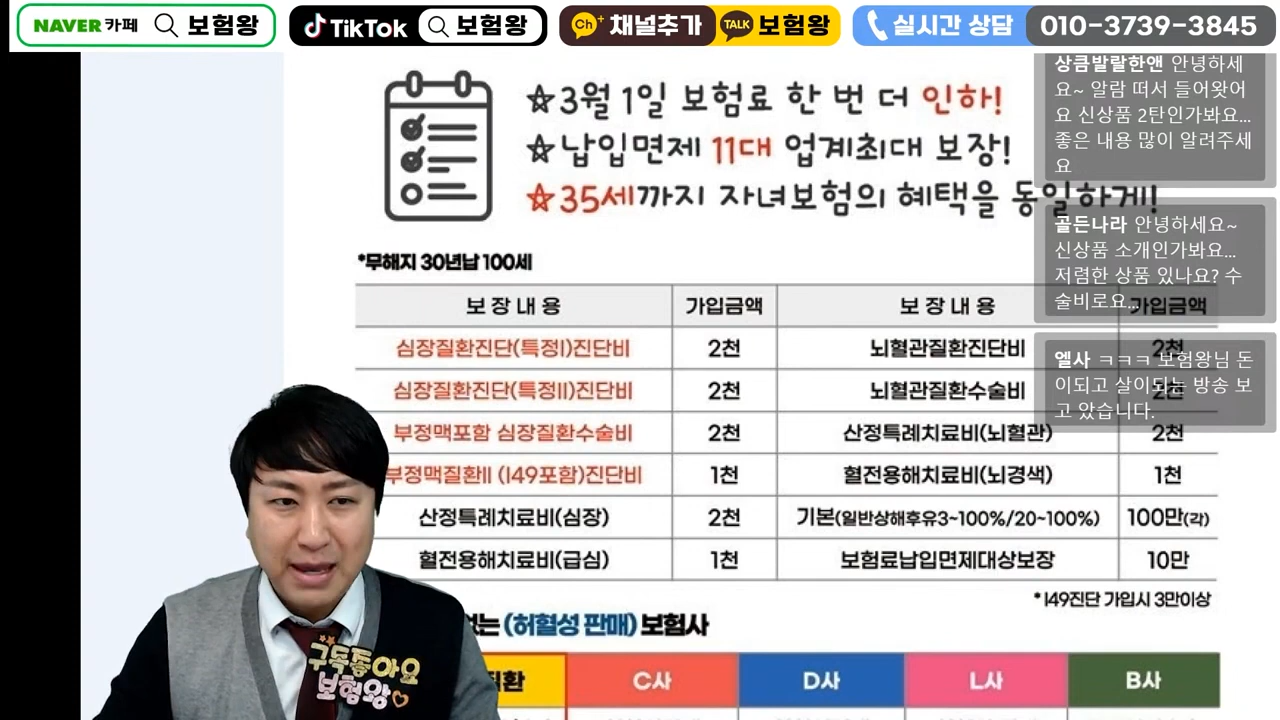 NAVER 카페 보험왕
TikTok 보험왕
Ch+ 채널추가 TALK 보험왕
실시간 상담 010-3739-3845
☆3월 1일 보험료 한 번 더 인하!
☆납입면제 11대 업계최대 보장!
☆35세까지 자녀보험의 혜택을 동일하게!
상큼발랄한앤 안녕하세
요~ 알람 떠서 들어왓어
요 신상품 2탄인가봐요...
좋은 내용 많이 알려주세
요
골든나라 안녕하세요~
신상품 소개인가봐요...
저렴한 상품 있나요? 수
술비로요...
엘사 ㅋㅋㅋ 보험왕님 돈
이되고 살이되는 방송 보
고 았습니다.
*무해지 30년납 100세
보장내용 가입금액 보장내용 가입금액
심장질환진단(특정I)진단비 2천 뇌혈관질환진단비 2천
심장질환진단(특정II)진단비 2천 뇌혈관질환수술비
부정맥포함 심장질환수술비 2천 산정특례치료비(뇌혈관) 2천
부정맥질환II (I49포함)진단비 1천 혈전용해치료비(뇌경색) 1천
산정특례치료비(심장) 2천 기본(일반상해후유3~100%/20~100%) 100만(각)
혈전용해치료비(급심) 1천 보험료납입면제대상보장 10만
* I49진단 가입시 3만이상
없는 (허혈성 판매) 보험사
질환 C사 D사 L사 B사
구독좋아요
보험왕